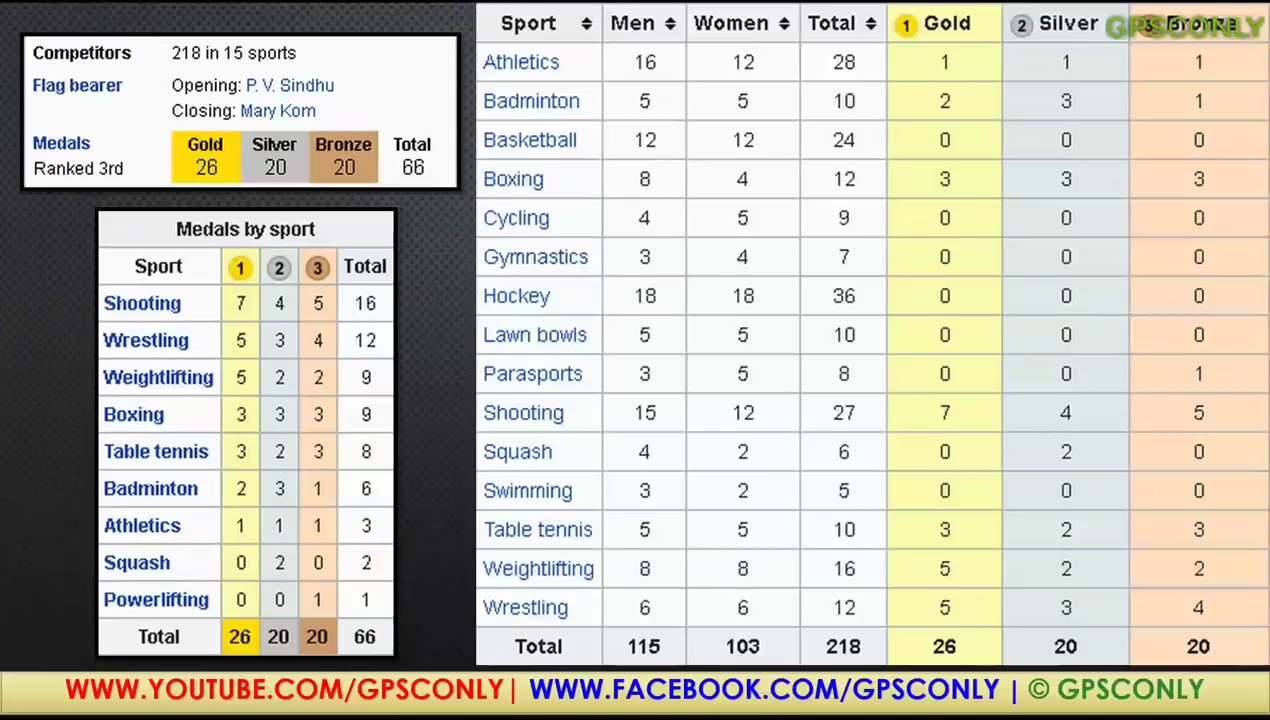 Competitors 218 in 15 sports
Flag bearer Opening: P. V. Sindhu
Closing: Mary Kom
Medals Gold Silver Bronze Total
Ranked 3rd 26 20 20 66
Medals by sport
Sport 1 2 3 Total
Shooting 7 4 5 16
Wrestling 5 3 4 12
Weightlifting 5 2 2 9
Boxing 3 3 3 9
Table tennis 3 2 3 8
Badminton 2 3 1 6
Athletics 1 1 1 3
Squash 0 2 0 2
Powerlifting 0 0 1 1
Total 26 20 20 66
Sport Men Women Total 1 Gold 2 Silver 3 Bronze
GPSCONLY
Athletics 16 12 28 1 1 1
Badminton 5 5 10 2 3 1
Basketball 12 12 24 0 0 0
Boxing 8 4 12 3 3 3
Cycling 4 5 9 0 0 0
Gymnastics 3 4 7 0 0 0
Hockey 18 18 36 0 0 0
Lawn bowls 5 5 10 0 0 0
Parasports 3 5 8 0 0 1
Shooting 15 12 27 7 4 5
Squash 4 2 6 0 2 0
Swimming 3 2 5 0 0 0
Table tennis 5 5 10 3 2 3
Weightlifting 8 8 16 5 2 2
Wrestling 6 6 12 5 3 4
Total 115 103 218 26 20 20
WWW.YOUTUBE.COM/GPSCONLY | WWW.FACEBOOK.COM/GPSCONLY | © GPSCONLY